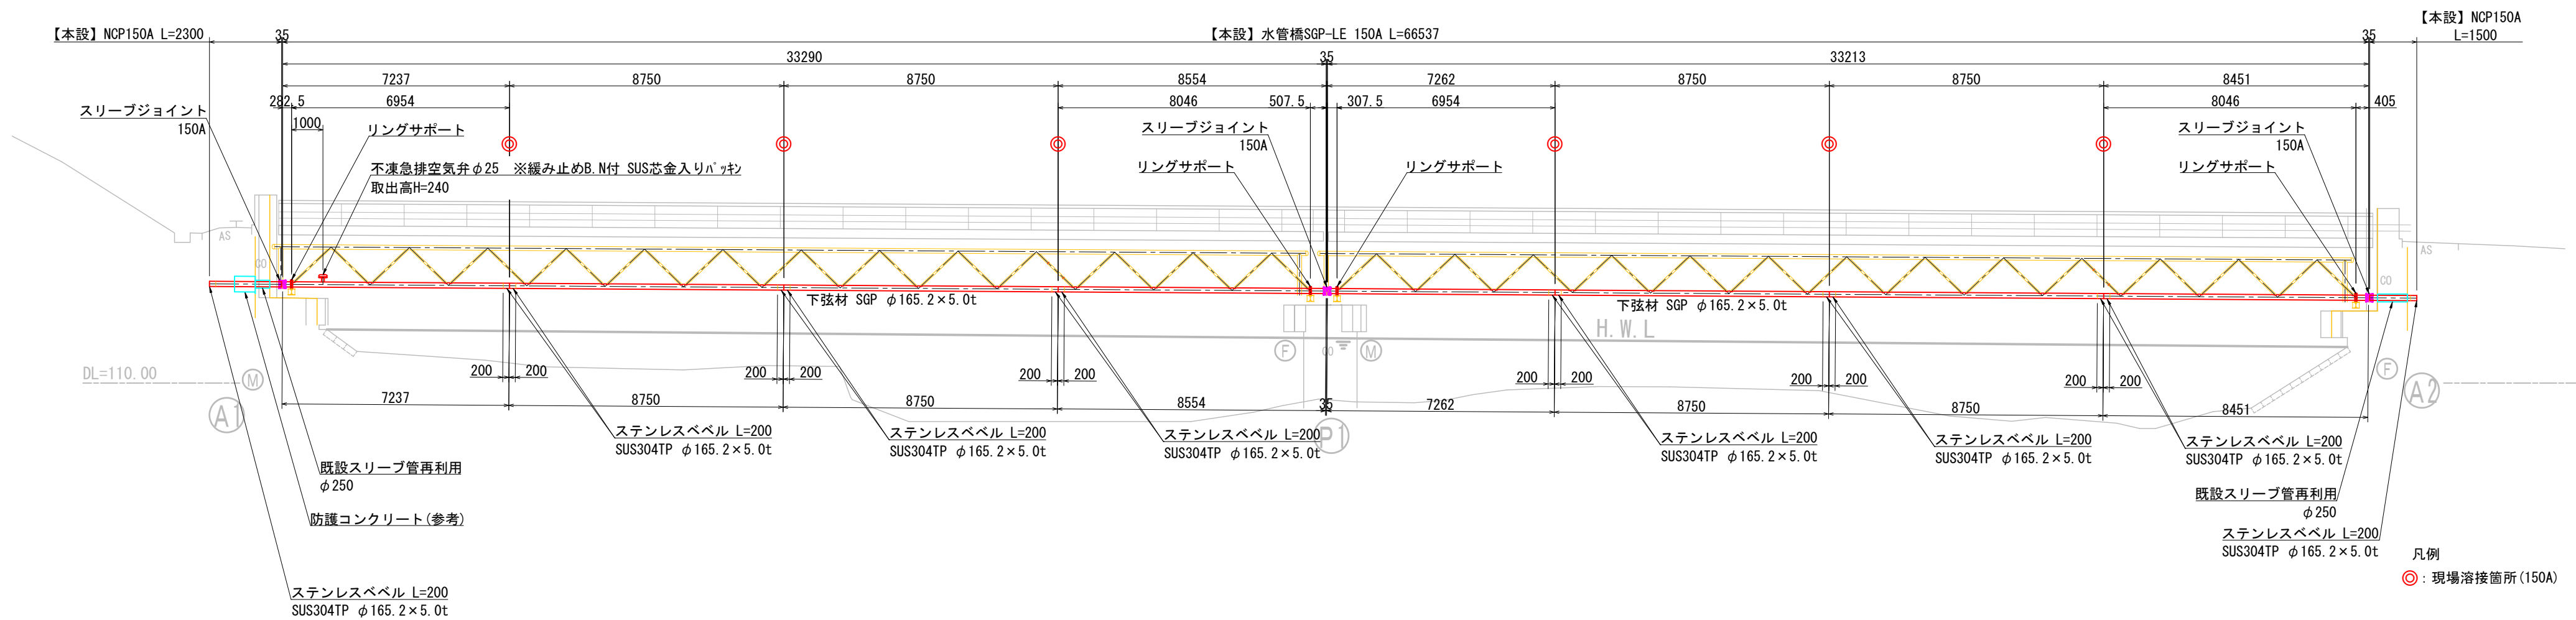 【本設】NCP150A L=2300
35
【本設】水管橋SGP-LE 150A L=66537
35
【本設】NCP150A
L=1500
33290
35
33213
7237
8750
8750
8554
7262
8750
8750
8451
282.5
6954
8046
507.5
307.5
6954
8046
405
1000
スリーブジョイント
150A
リングサポート
不凍急排空気弁φ25 ※緩み止めB.N付 SUS芯金入りパッキン
取出高H=240
スリーブジョイント
150A
リングサポート
リングサポート
スリーブジョイント
150A
リングサポート
AS
CO
AS
CO
下弦材 SGP φ165.2×5.0t
下弦材 SGP φ165.2×5.0t
H.W.L
DL=110.00
M
A1
F
CO
M
P1
F
A2
200
200
200
200
200
200
200
200
200
200
200
200
7237
8750
8750
8554
35
7262
8750
8750
8451
ステンレスベベル L=200
SUS304TP φ165.2×5.0t
ステンレスベベル L=200
SUS304TP φ165.2×5.0t
ステンレスベベル L=200
SUS304TP φ165.2×5.0t
ステンレスベベル L=200
SUS304TP φ165.2×5.0t
ステンレスベベル L=200
SUS304TP φ165.2×5.0t
ステンレスベベル L=200
SUS304TP φ165.2×5.0t
既設スリーブ管再利用
φ250
防護コンクリート(参考)
ステンレスベベル L=200
SUS304TP φ165.2×5.0t
既設スリーブ管再利用
φ250
ステンレスベベル L=200
SUS304TP φ165.2×5.0t
凡例
◎：現場溶接箇所(150A)